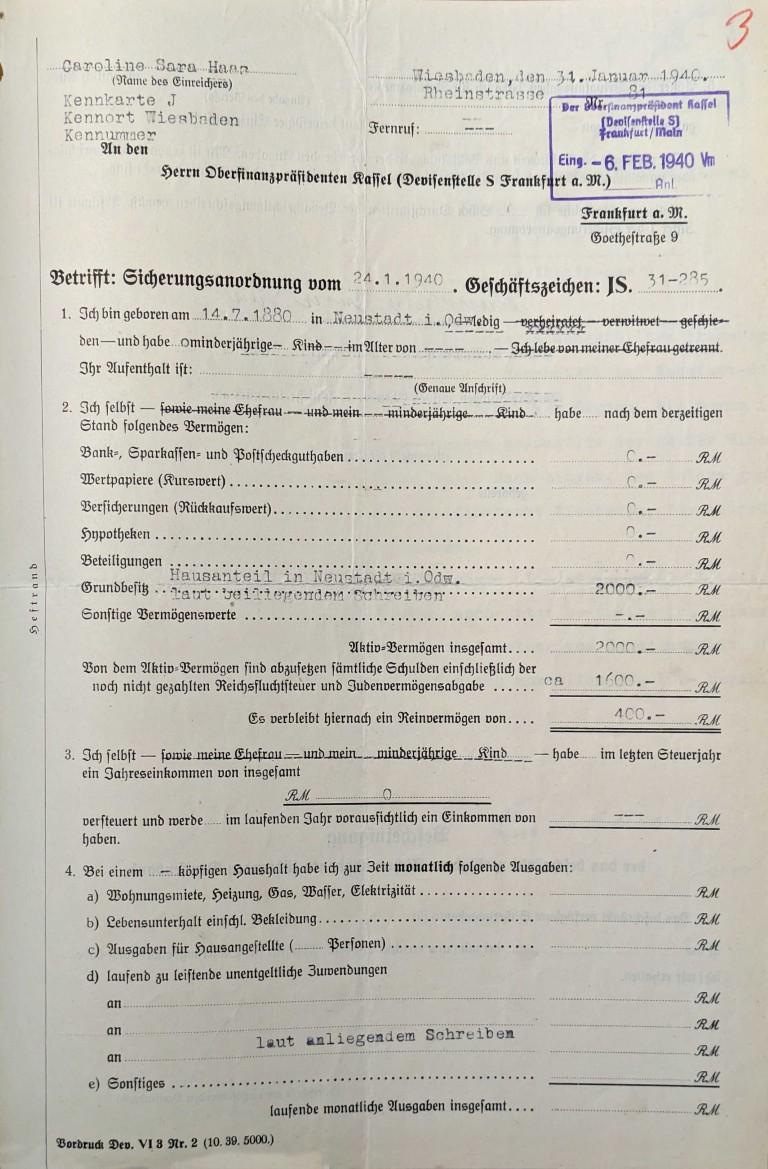 3
Caroline Sara Haas
(Name des Einreichers)
Kennkarte J
Kennort Wiesbaden
Kennummer
Wiesbaden, den 31. Januar 1940.
Rheinstrasse 81
Fernruf: ---
Der Oberfinanzpräsident Kassel
(Devisenstelle S)
Frankfurt/Main
Eing. - 6. FEB. 1940 Vm
Anl.
An den
Herrn Oberfinanzpräsidenten Kassel (Devisenstelle S Frankfurt a. M.)
Frankfurt a. M.
Goethestraße 9
Betrifft: Sicherungsanordnung vom 24.1.1940 . Geschäftszeichen: JS. 31-285 .
1. Ich bin geboren am 14.7.1880 in Neustadt i.Odw ledig — verheiratet — verwitwet — geschie-
den — und habe 0 minderjährige- Kind-- im Alter von ----. — Ich lebe von meiner Ehefrau getrennt.
Ihr Aufenthalt ist: -----
(Genaue Anschrift)
2. Ich selbst — sowie meine Ehefrau — und mein minderjährige Kind habe nach dem derzeitigen
Stand folgendes Vermögen:
Bank-, Sparkassen- und Postscheckguthaben 0.- RM
Wertpapiere (Kurswert) 0.- RM
Versicherungen (Rückkaufswert) 0.- RM
Hypotheken 0.- RM
Beteiligungen 0.- RM
Hausanteil in Neustadt i.Odw.
Grundbesitz laut beiliegendem Schreiben 2000.- RM
Sonstige Vermögenswerte -.- RM
Aktiv-Vermögen insgesamt 2000.- RM
Von dem Aktiv-Vermögen sind abzusetzen sämtliche Schulden einschließlich der
noch nicht gezahlten Reichsfluchtsteuer und Judenvermögensabgabe ca 1600.- RM
Es verbleibt hiernach ein Reinvermögen von 400.- RM
3. Ich selbst — sowie meine Ehefrau — und mein minderjährige Kind — habe im letzten Steuerjahr
ein Jahreseinkommen von insgesamt
RM 0
versteuert und werde im laufenden Jahr voraussichtlich ein Einkommen von --- RM
haben.
4. Bei einem - köpfigen Haushalt habe ich zur Zeit monatlich folgende Ausgaben:
a) Wohnungsmiete, Heizung, Gas, Wasser, Elektrizität RM
b) Lebensunterhalt einschl. Bekleidung RM
c) Ausgaben für Hausangestellte ( Personen) RM
d) laufend zu leistende unentgeltliche Zuwendungen
an RM
an RM
laut anliegendem Schreiben
an RM
e) Sonstiges RM
laufende monatliche Ausgaben insgesamt RM
Heftrand
Vordruck Dev. VI 3 Nr. 2 (10. 39. 5000.)